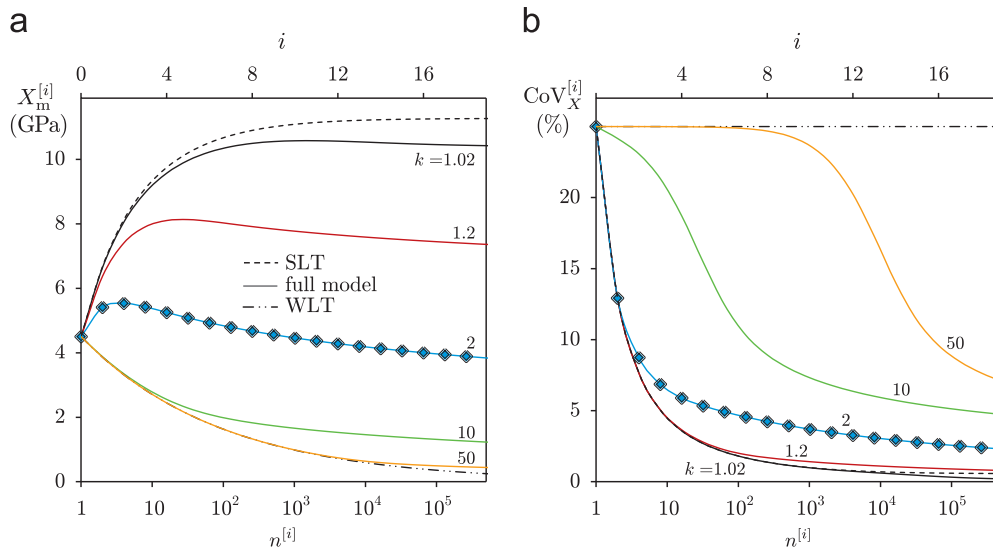 a
i
0 4 8 12 16
X_m^[i]
(GPa)
10
8
6
4
2
0
k=1.02
1.2
SLT
full model
WLT
2
10
50
1 10 10^2 10^3 10^4 10^5
n^[i]
b
i
4 8 12 16
CoV_X^[i]
(%)
20
15
10
5
0
50
10
2
1.2
k=1.02
1 10 10^2 10^3 10^4 10^5
n^[i]